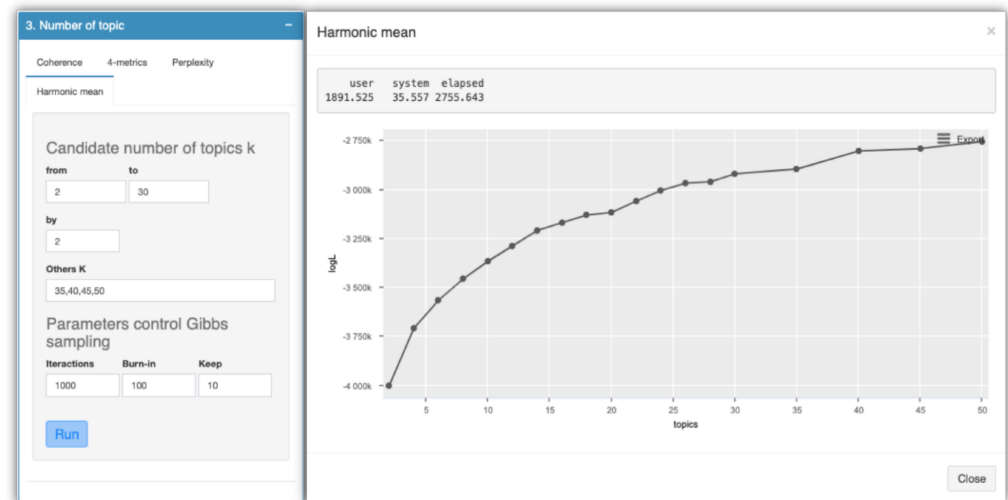 3. Number of topic −
Coherence 4-metrics Perplexity
Harmonic mean
Candidate number of topics k
from to
2 30
by
2
Others K
35,40,45,50
Parameters control Gibbs
sampling
Iteractions Burn-in Keep
1000 100 10
Run
Harmonic mean ×
user system elapsed
1891.525 35.557 2755.643
Export
-2 750k
-3 000k
-3 250k
-3 500k
-3 750k
-4 000k
logL
5 10 15 20 25 30 35 40 45 50
topics
Close